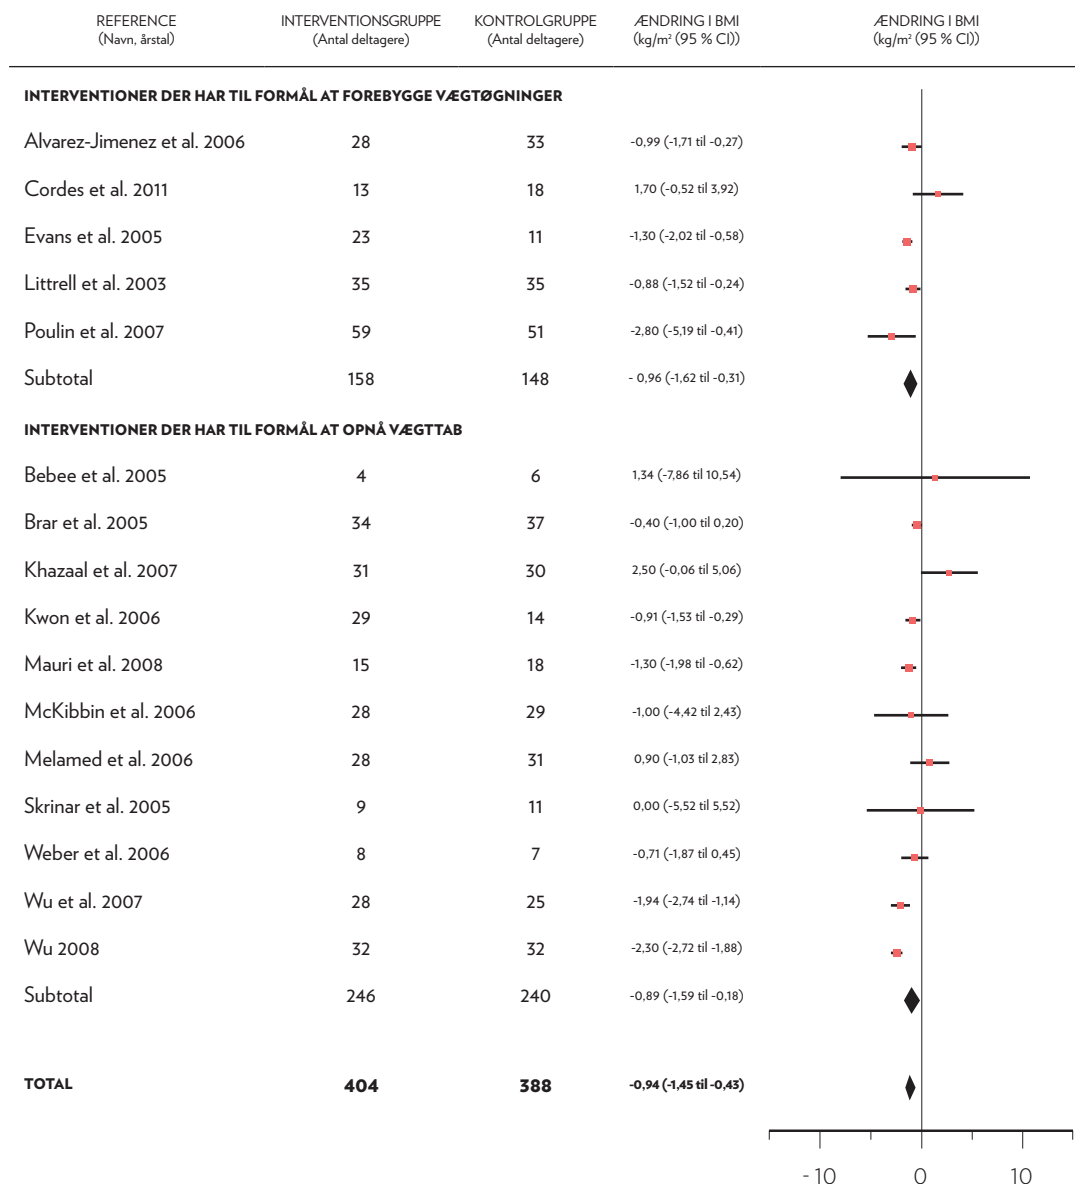 REFERENCE INTERVENTIONSGRUPPE KONTROLGRUPPE ÆNDRING I BMI ÆNDRING I BMI
(Navn, årstal) (Antal deltagere) (Antal deltagere) (kg/m² (95 % CI)) (kg/m² (95 % CI))
INTERVENTIONER DER HAR TIL FORMÅL AT FOREBYGGE VÆGTØGNINGER
Alvarez-Jimenez et al. 2006 28 33 -0,99 (-1,71 til -0,27)
Cordes et al. 2011 13 18 1,70 (-0,52 til 3,92)
Evans et al. 2005 23 11 -1,30 (-2,02 til -0,58)
Littrell et al. 2003 35 35 -0,88 (-1,52 til -0,24)
Poulin et al. 2007 59 51 -2,80 (-5,19 til -0,41)
Subtotal 158 148 - 0,96 (-1,62 til -0,31)
INTERVENTIONER DER HAR TIL FORMÅL AT OPNÅ VÆGTTAB
Bebee et al. 2005 4 6 1,34 (-7,86 til 10,54)
Brar et al. 2005 34 37 -0,40 (-1,00 til 0,20)
Khazaal et al. 2007 31 30 2,50 (-0,06 til 5,06)
Kwon et al. 2006 29 14 -0,91 (-1,53 til -0,29)
Mauri et al. 2008 15 18 -1,30 (-1,98 til -0,62)
McKibbin et al. 2006 28 29 -1,00 (-4,42 til 2,43)
Melamed et al. 2006 28 31 0,90 (-1,03 til 2,83)
Skrinar et al. 2005 9 11 0,00 (-5,52 til 5,52)
Weber et al. 2006 8 7 -0,71 (-1,87 til 0,45)
Wu et al. 2007 28 25 -1,94 (-2,74 til -1,14)
Wu 2008 32 32 -2,30 (-2,72 til -1,88)
Subtotal 246 240 -0,89 (-1,59 til -0,18)
TOTAL 404 388 -0,94 (-1,45 til -0,43)
- 10 0 10